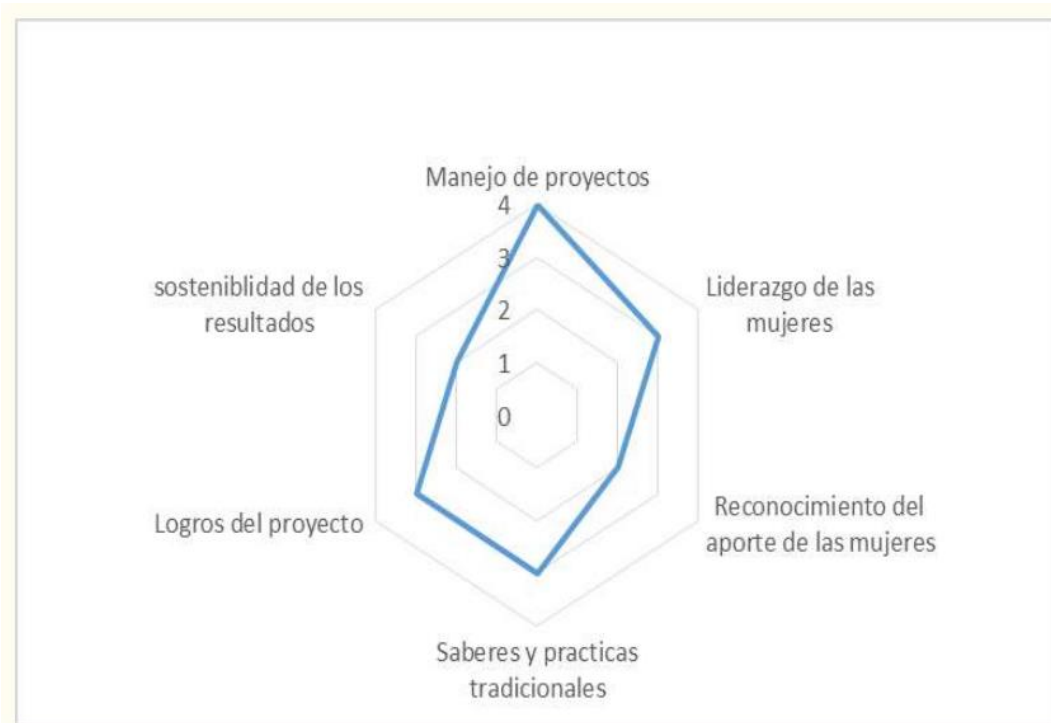 Manejo de proyectos
4
3
2
1
0
Liderazgo de las
mujeres
Reconocimiento del
aporte de las mujeres
Saberes y practicas
tradicionales
Logros del proyecto
sosteniblidad de los
resultados